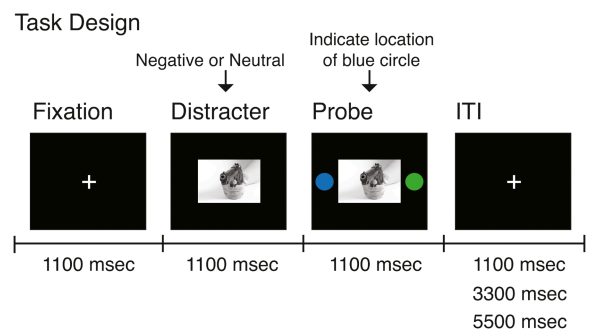 Task Design
Negative or Neutral
Indicate location
of blue circle
Fixation
Distracter
Probe
ITI
1100 msec
1100 msec
1100 msec
1100 msec
3300 msec
5500 msec